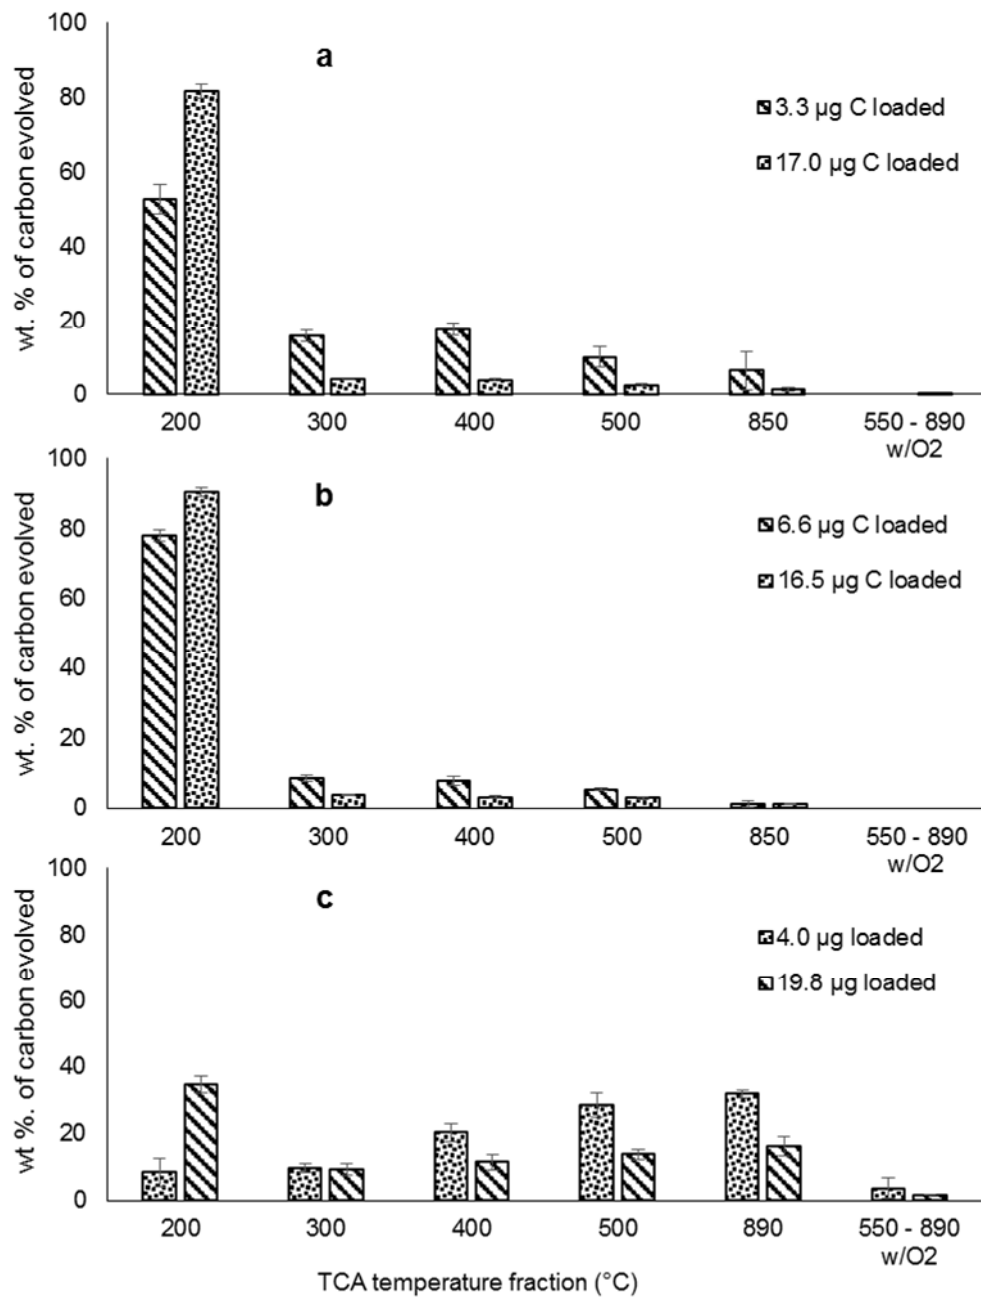 100
a
80
3.3 µg C loaded
17.0 µg C loaded
60
40
20
0
wt. % of carbon evolved
200 300 400 500 850 550 - 890
w/O2
100
b
80
6.6 µg C loaded
16.5 µg C loaded
60
40
20
0
wt. % of carbon evolved
200 300 400 500 850 550 - 890
w/O2
100
c
80
4.0 µg loaded
19.8 µg loaded
60
40
20
0
wt %. of carbon evolved
200 300 400 500 890 550 - 890
w/O2
TCA temperature fraction (°C)